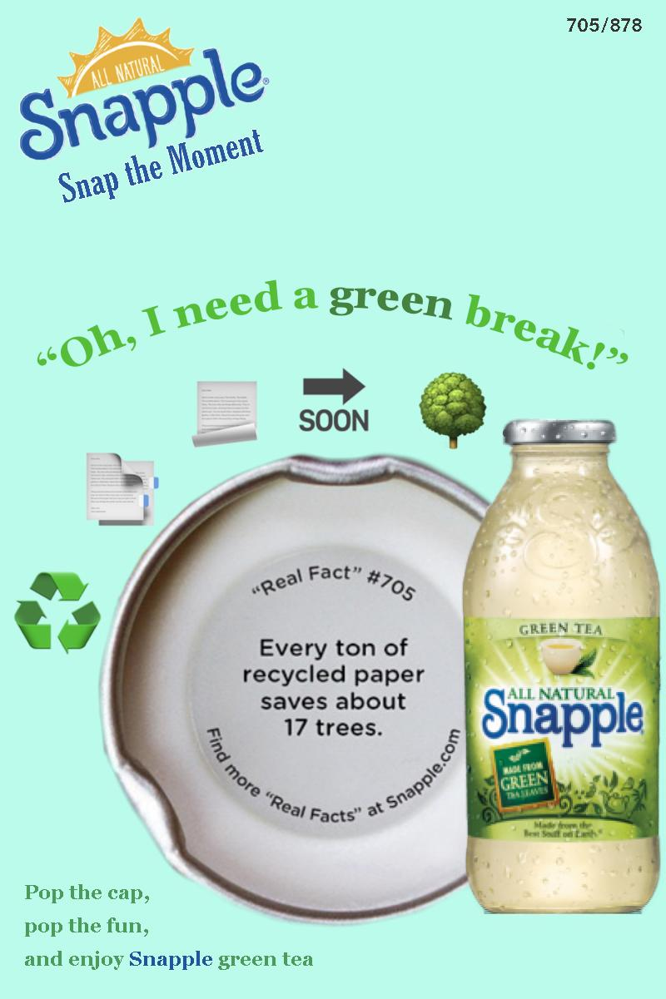 705/878
ALL NATURAL
Snapple®
Snap the Moment
“Oh, I need a green break!”
SOON
“Real Fact” #705
Every ton of
recycled paper
saves about
17 trees.
Find more “Real Facts” at Snapple.com
GREEN TEA
ALL NATURAL
Snapple
MADE FROM
GREEN
TEA LEAVES
Made from the
Best Stuff on Earth®
Pop the cap,
pop the fun,
and enjoy Snapple green tea